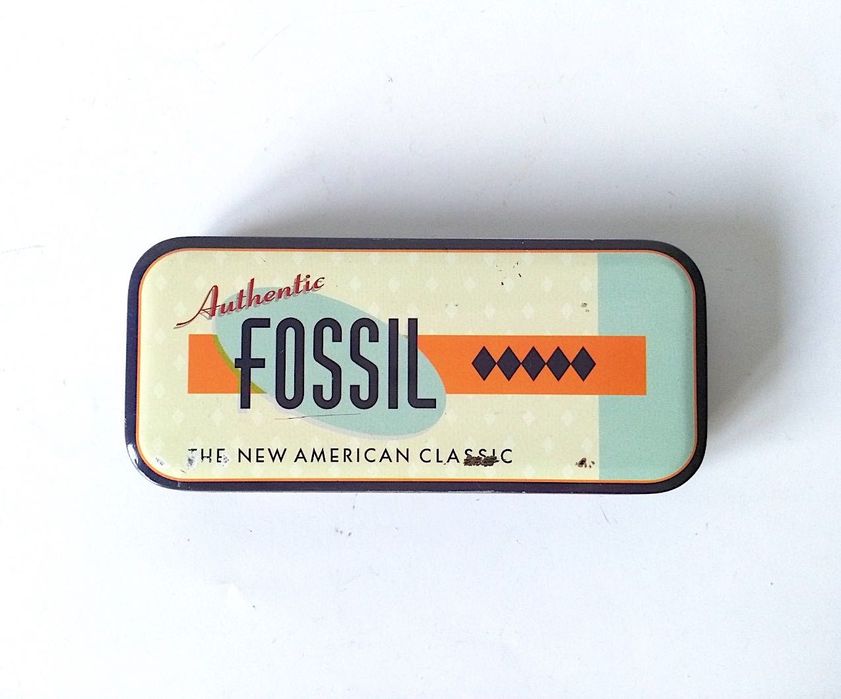 Authentic
FOSSIL
THE NEW AMERICAN CLASSIC